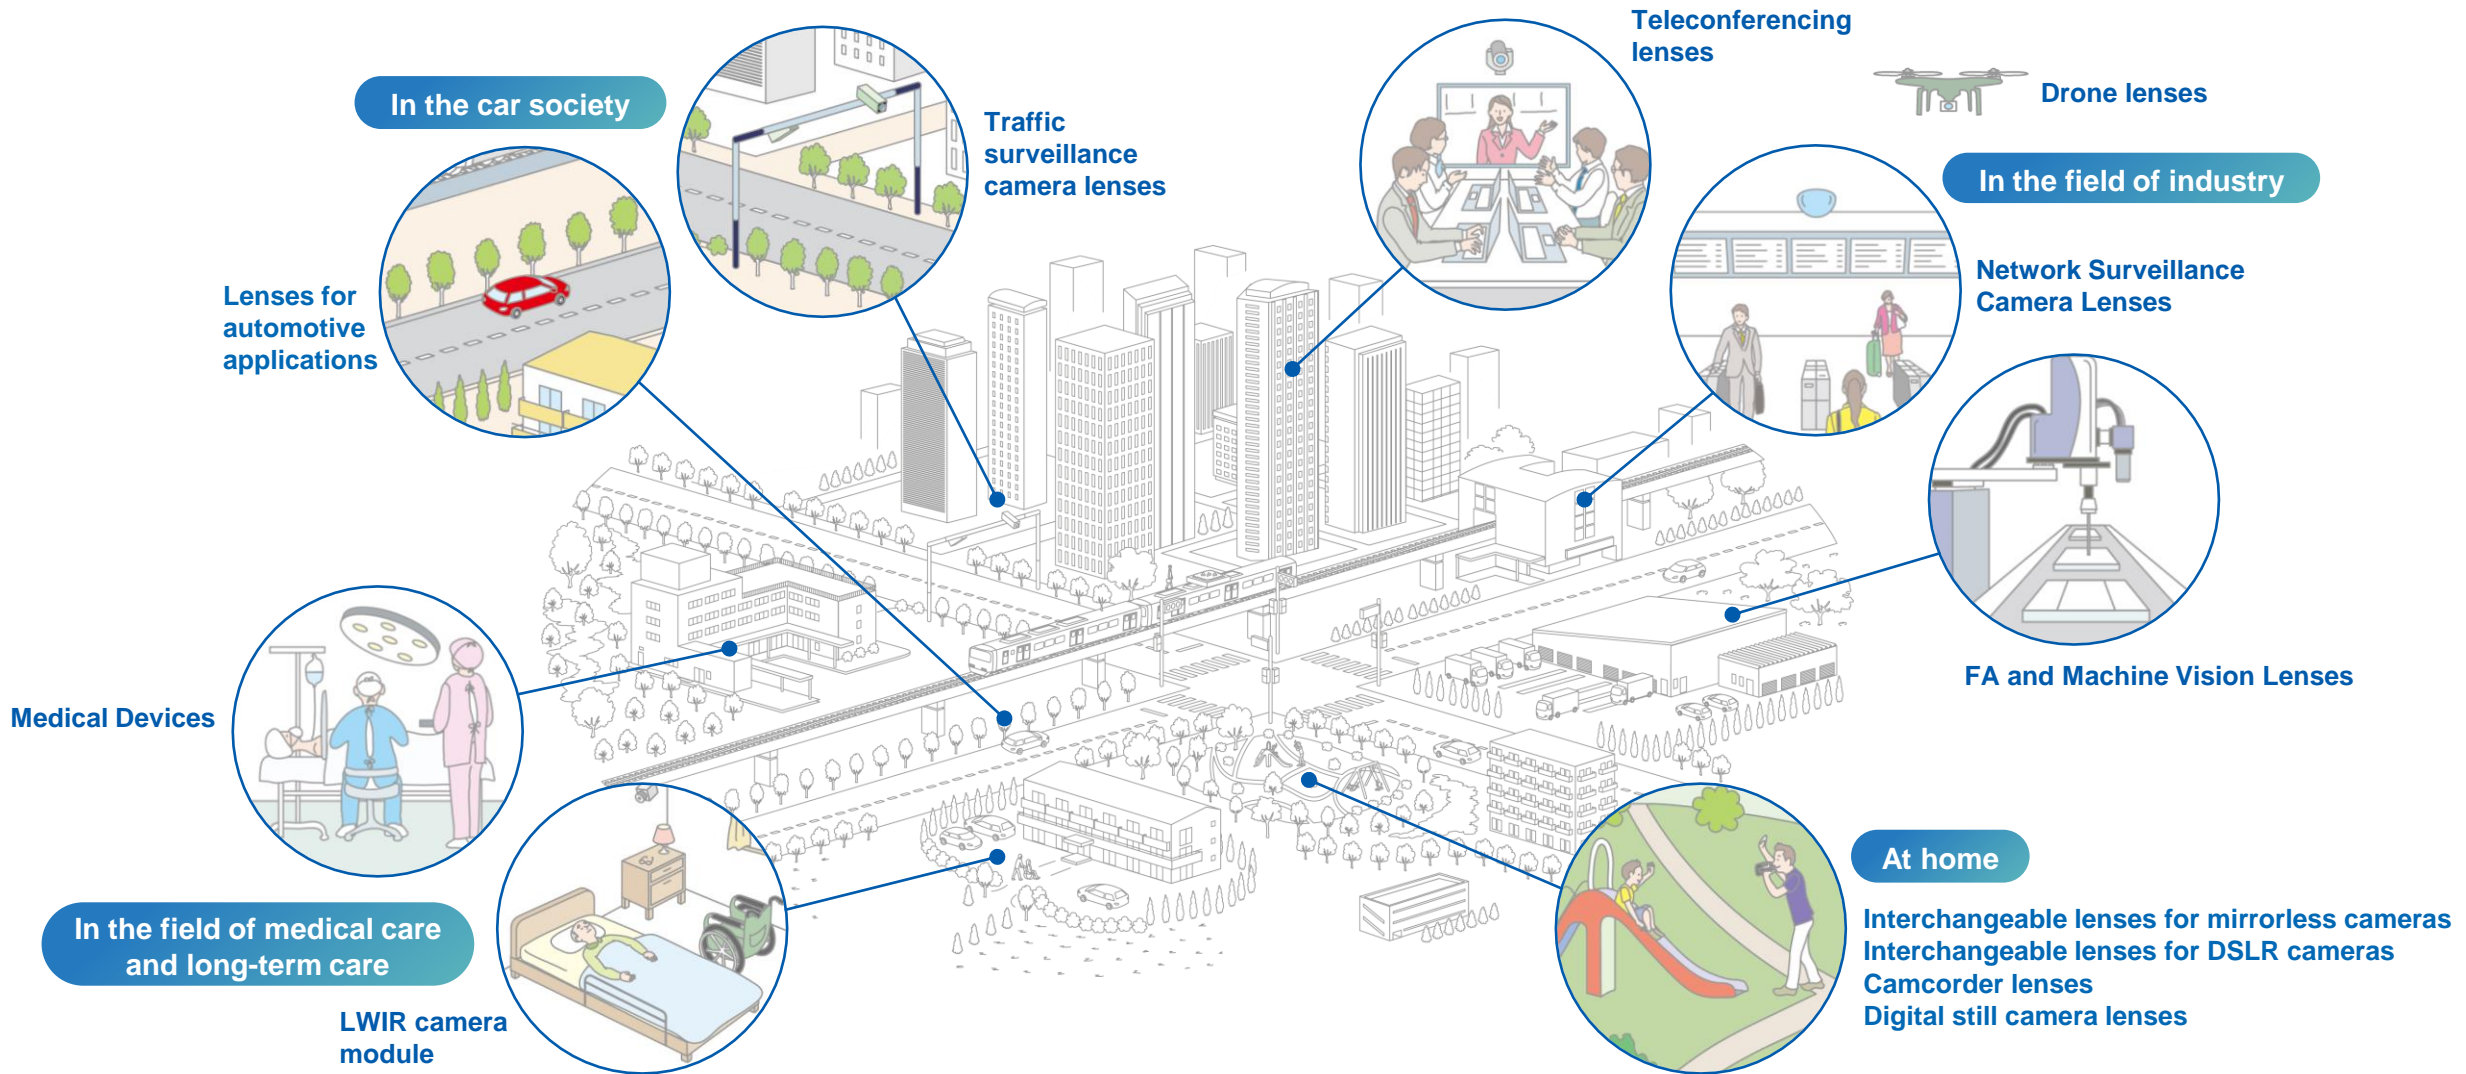 In the car society
Lenses for
automotive
applications
Traffic
surveillance
camera lenses
Teleconferencing
lenses
Drone lenses
In the field of industry
Network Surveillance
Camera Lenses
FA and Machine Vision Lenses
Medical Devices
In the field of medical care
and long-term care
LWIR camera
module
At home
Interchangeable lenses for mirrorless cameras
Interchangeable lenses for DSLR cameras
Camcorder lenses
Digital still camera lenses